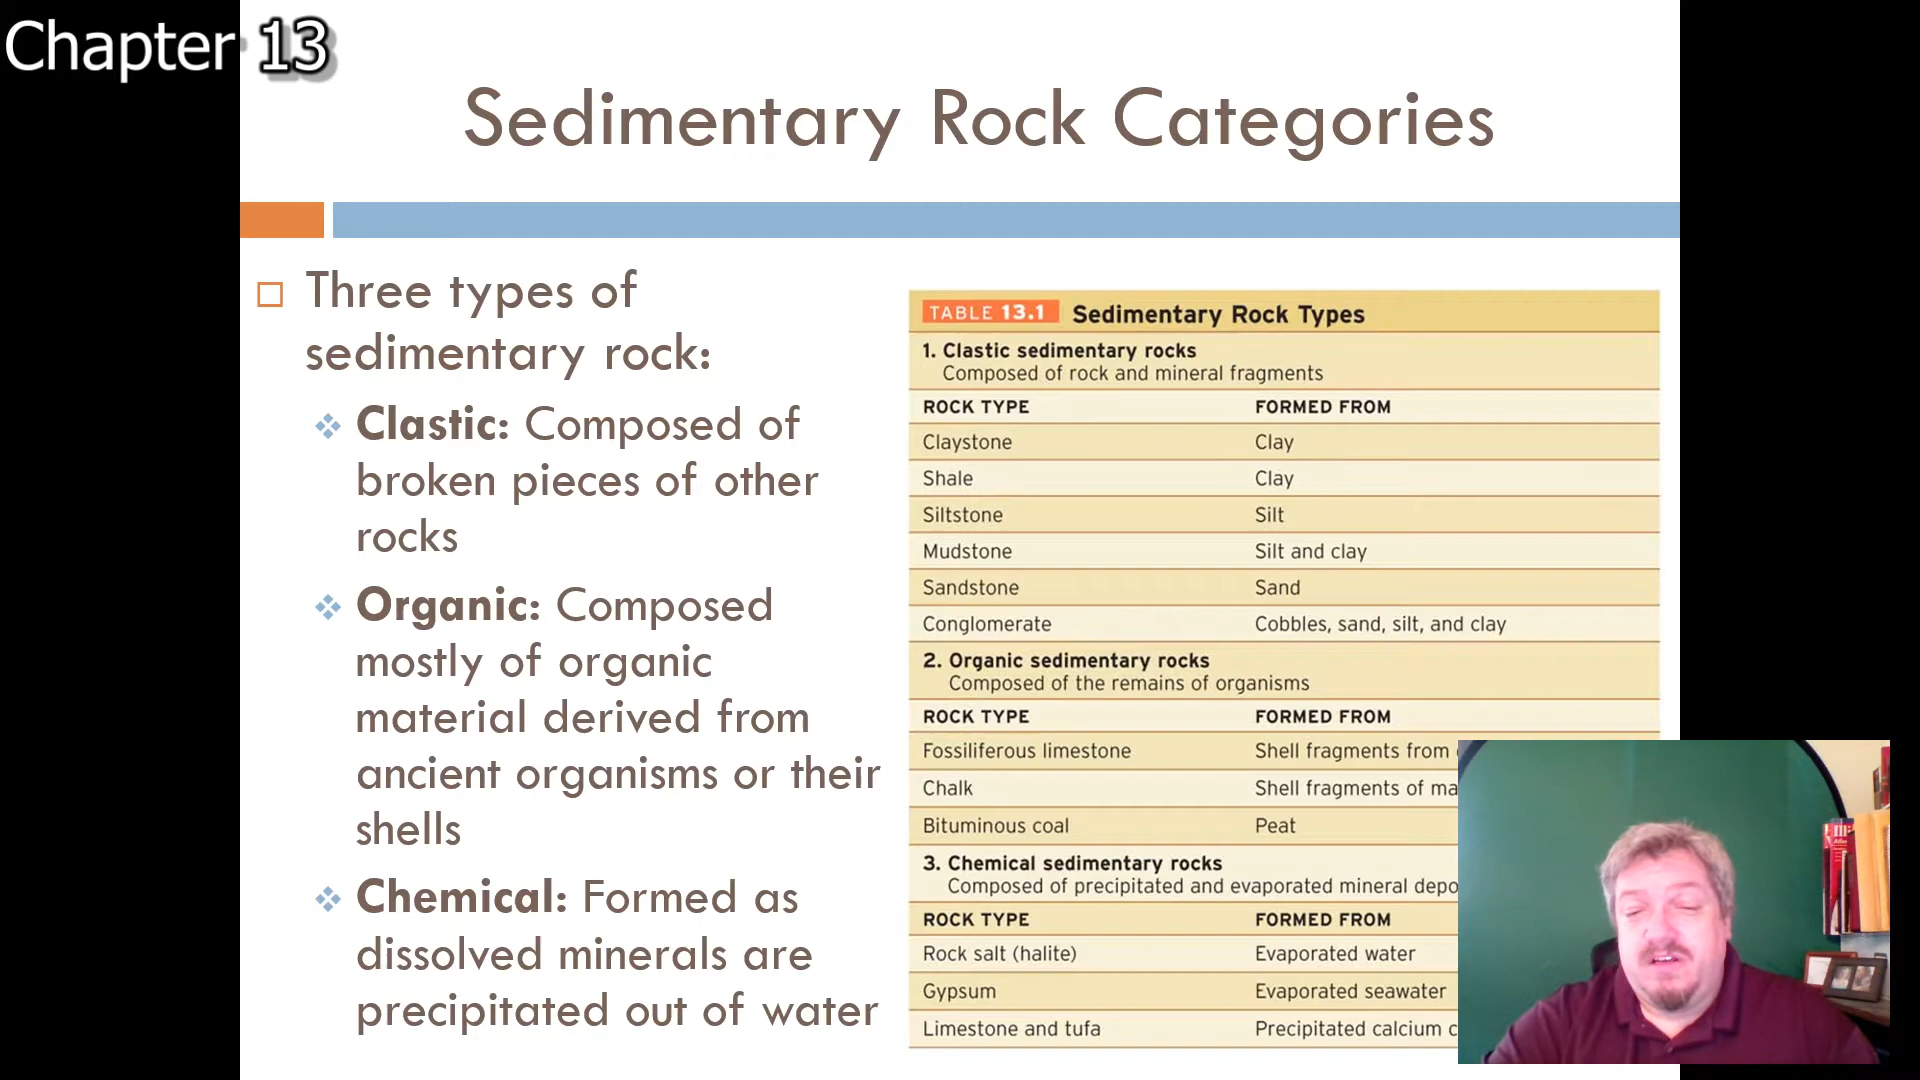 Chapter 13
Sedimentary Rock Categories
Three types of
sedimentary rock:
Clastic: Composed of
broken pieces of other
rocks
Organic: Composed
mostly of organic
material derived from
ancient organisms or their
shells
Chemical: Formed as
dissolved minerals are
precipitated out of water
TABLE 13.1 Sedimentary Rock Types
1. Clastic sedimentary rocks
Composed of rock and mineral fragments
ROCK TYPE FORMED FROM
Claystone Clay
Shale Clay
Siltstone Silt
Mudstone Silt and clay
Sandstone Sand
Conglomerate Cobbles, sand, silt, and clay
2. Organic sedimentary rocks
Composed of the remains of organisms
ROCK TYPE FORMED FROM
Fossiliferous limestone Shell fragments from
Chalk Shell fragments of
Bituminous coal Peat
3. Chemical sedimentary rocks
Composed of precipitated and evaporated mineral
ROCK TYPE FORMED FROM
Rock salt (halite) Evaporated water
Gypsum Evaporated seawater
Limestone and tufa Precipitated calcium